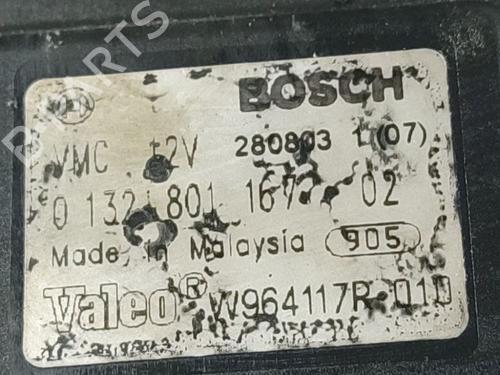 BOSCH
VMC 12V 280803 L (07)
0 132 801 167 02
Made in Malaysia 905
Valeo® W964117R 01D